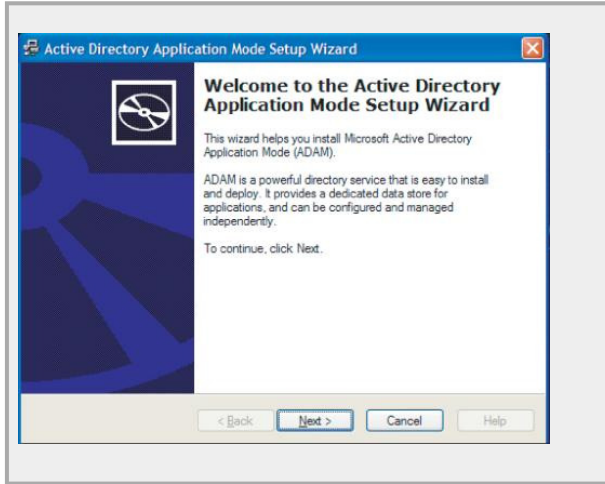 Active Directory Application Mode Setup Wizard
Welcome to the Active Directory
Application Mode Setup Wizard
This wizard helps you install Microsoft Active Directory
Application Mode (ADAM).
ADAM is a powerful directory service that is easy to install
and deploy. It provides a dedicated data store for
applications, and can be configured and managed
independently.
To continue, click Next.
< Back Next > Cancel Help